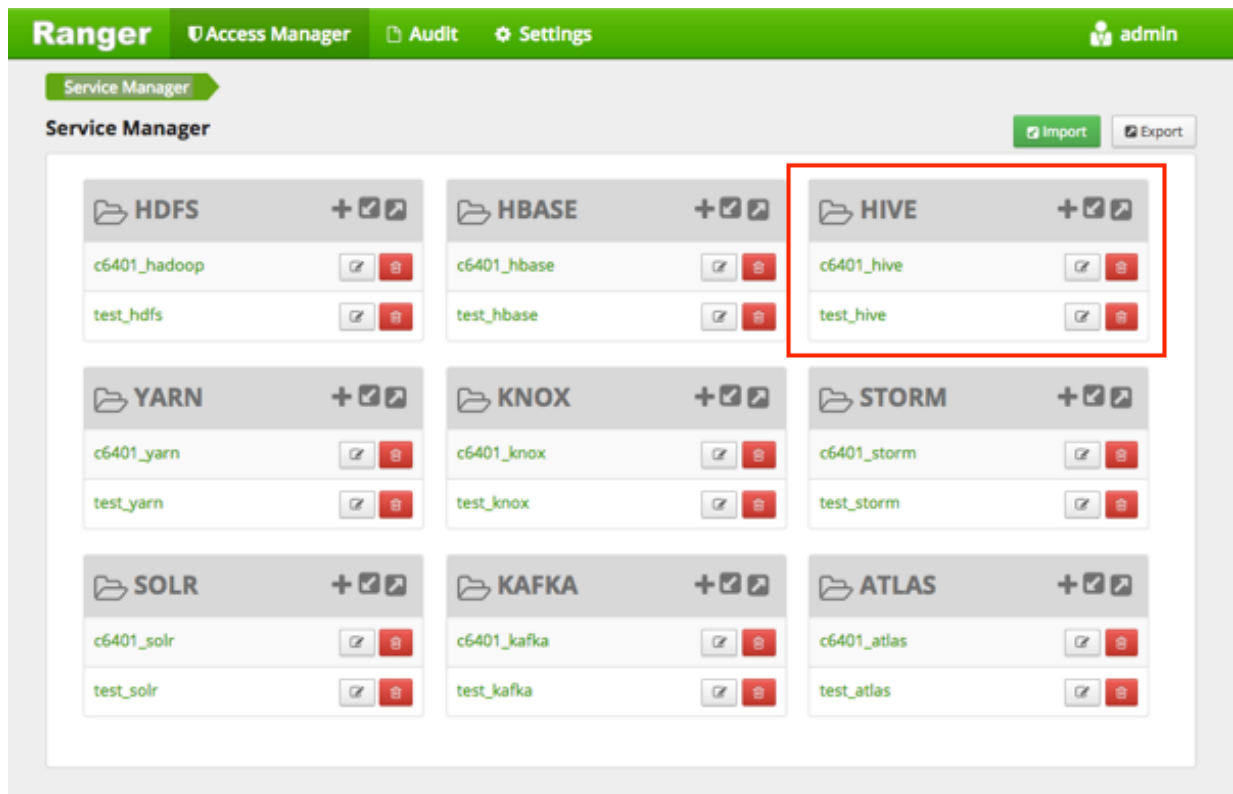 Ranger Access Manager Audit Settings admin
Service Manager
Service Manager Import Export
HDFS HBASE HIVE
c6401_hadoop c6401_hbase c6401_hive
test_hdfs test_hbase test_hive
YARN KNOX STORM
c6401_yarn c6401_knox c6401_storm
test_yarn test_knox test_storm
SOLR KAFKA ATLAS
c6401_solr c6401_kafka c6401_atlas
test_solr test_kafka test_atlas